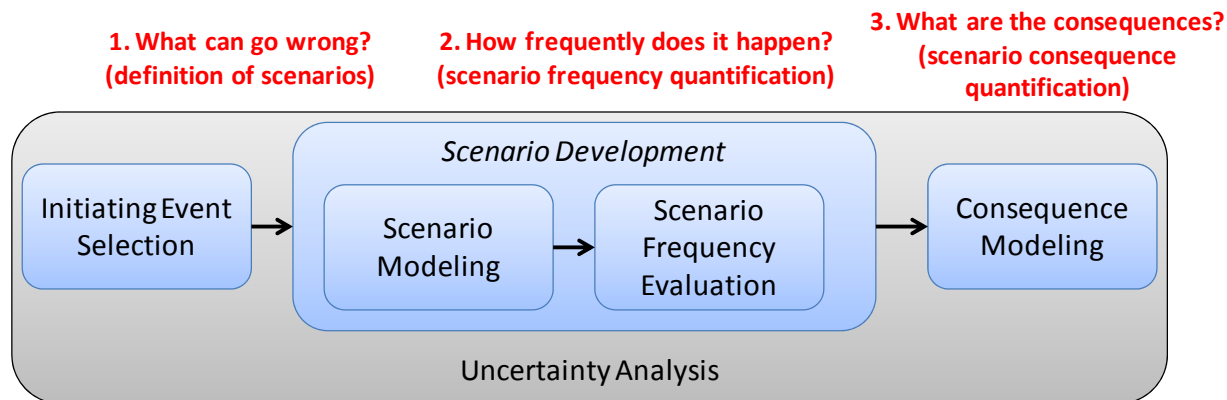 1. What can go wrong?
(definition of scenarios)
2. How frequently does it happen?
(scenario frequency quantification)
3. What are the consequences?
(scenario consequence
quantification)
Scenario Development
Initiating Event
Selection
Scenario
Modeling
Scenario
Frequency
Evaluation
Consequence
Modeling
Uncertainty Analysis